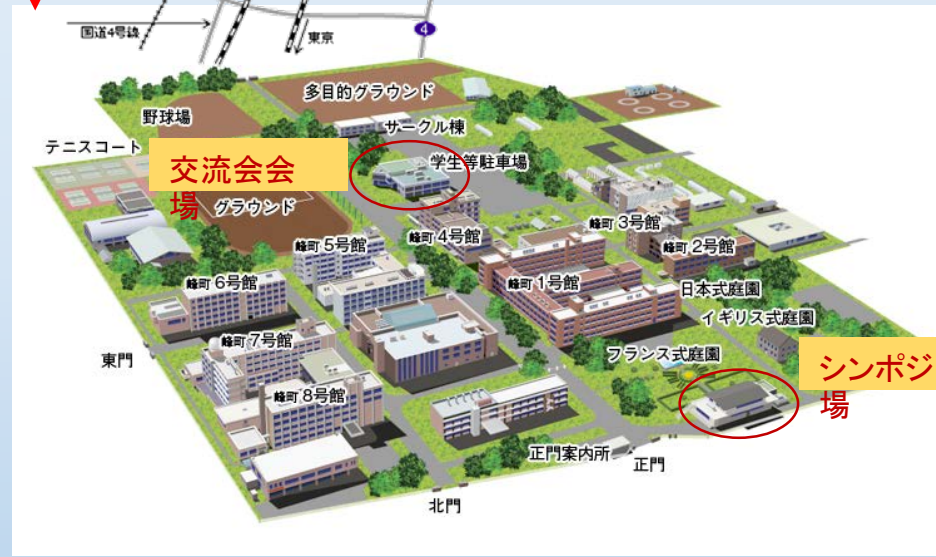 国道4号線
東京
4
多目的グラウンド
野球場
サークル棟
テニスコート
交流会会
場
学生等駐車場
グラウンド
峰町3号館
峰町4号館
峰町5号館
峰町2号館
峰町6号館
峰町1号館
日本式庭園
イギリス式庭園
峰町7号館
フランス式庭園
東門
シンポジ
場
峰町8号館
正門案内所
正門
北門